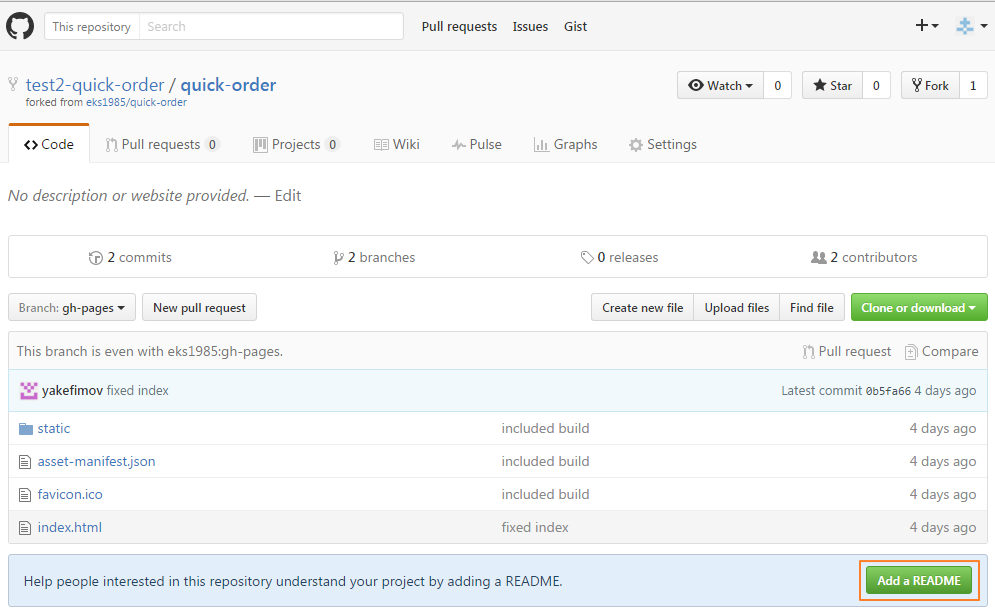 This repository Search Pull requests Issues Gist
test2-quick-order / quick-order Watch 0 Star 0 Fork 1
forked from eks1985/quick-order
Code Pull requests 0 Projects 0 Wiki Pulse Graphs Settings
No description or website provided. — Edit
2 commits 2 branches 0 releases 2 contributors
Branch: gh-pages New pull request Create new file Upload files Find file Clone or download
This branch is even with eks1985:gh-pages. Pull request Compare
yakefimov fixed index Latest commit 0b5fa66 4 days ago
static included build 4 days ago
asset-manifest.json included build 4 days ago
favicon.ico included build 4 days ago
index.html fixed index 4 days ago
Help people interested in this repository understand your project by adding a README. Add a README